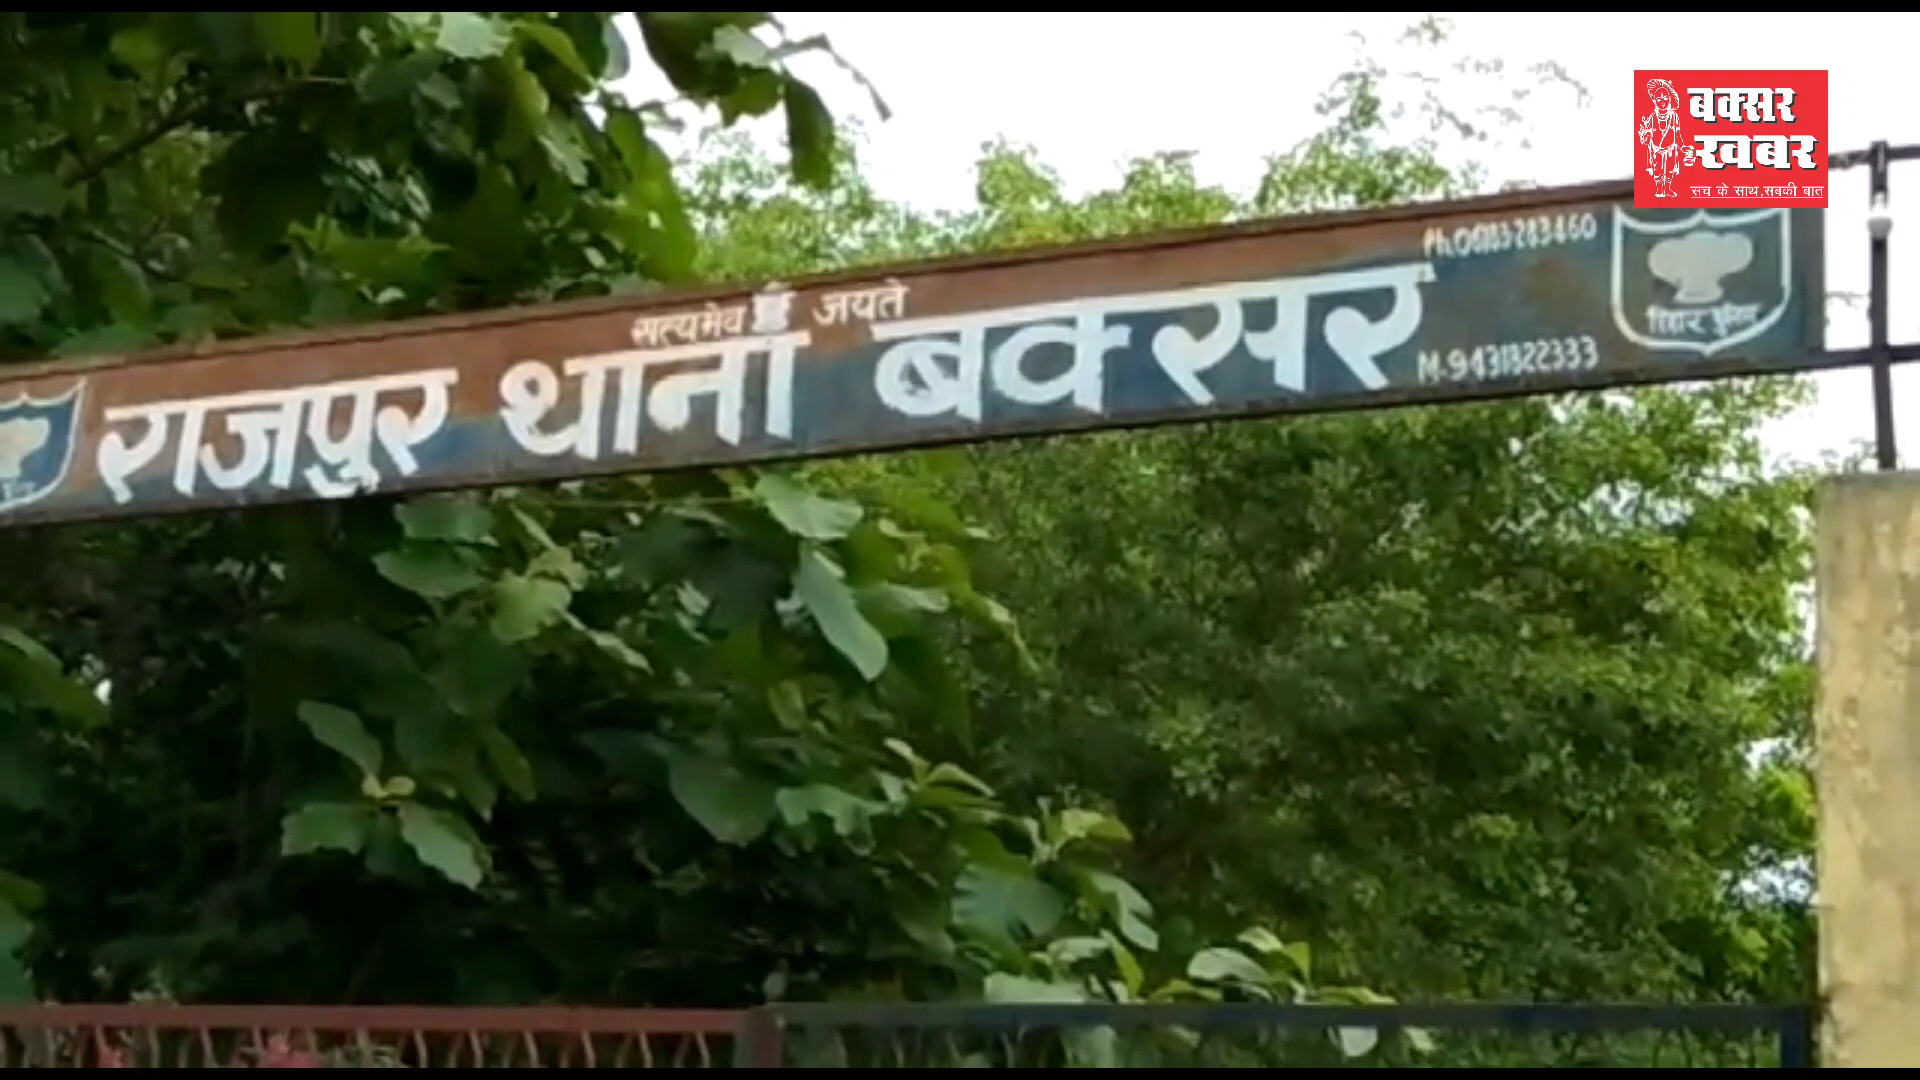 बक्सर
खबर
सच के साथ,सबकी बात
सत्यमेव जयते
राजपुर थाना बक्सर
Ph.06183283460
M-9431822333
बिहार पुलिस